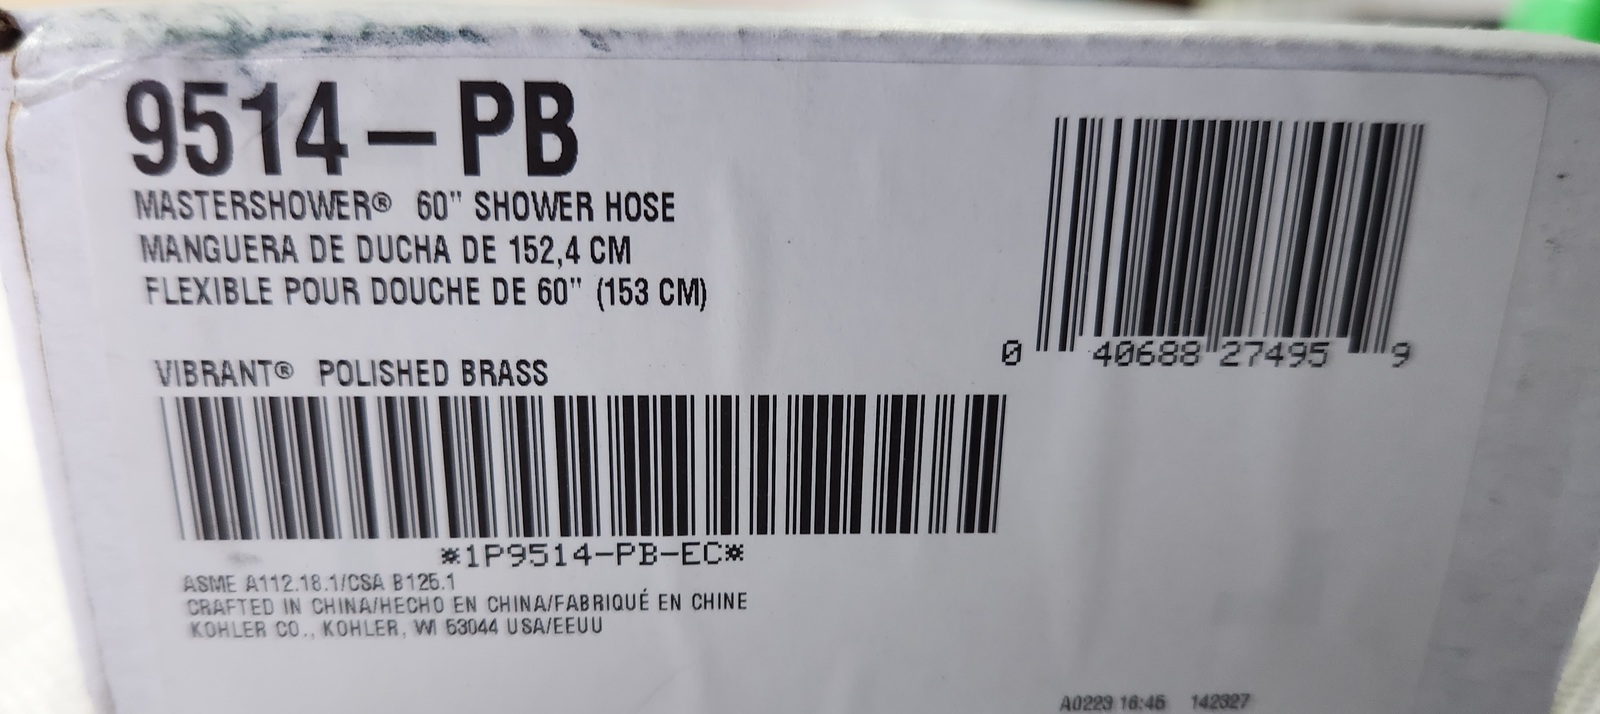 9514-PB
MASTERSHOWER® 60" SHOWER HOSE
MANGUERA DE DUCHA DE 152,4 CM
FLEXIBLE POUR DOUCHE DE 60" (153 CM)
VIBRANT® POLISHED BRASS
0 40688 27495 9
*1P9514-PB-EC*
ASME A112.18.1/CSA B125.1
CRAFTED IN CHINA/HECHO EN CHINA/FABRIQUÉ EN CHINE
KOHLER CO., KOHLER, WI 53044 USA/EEUU
A0223 16:45 142327